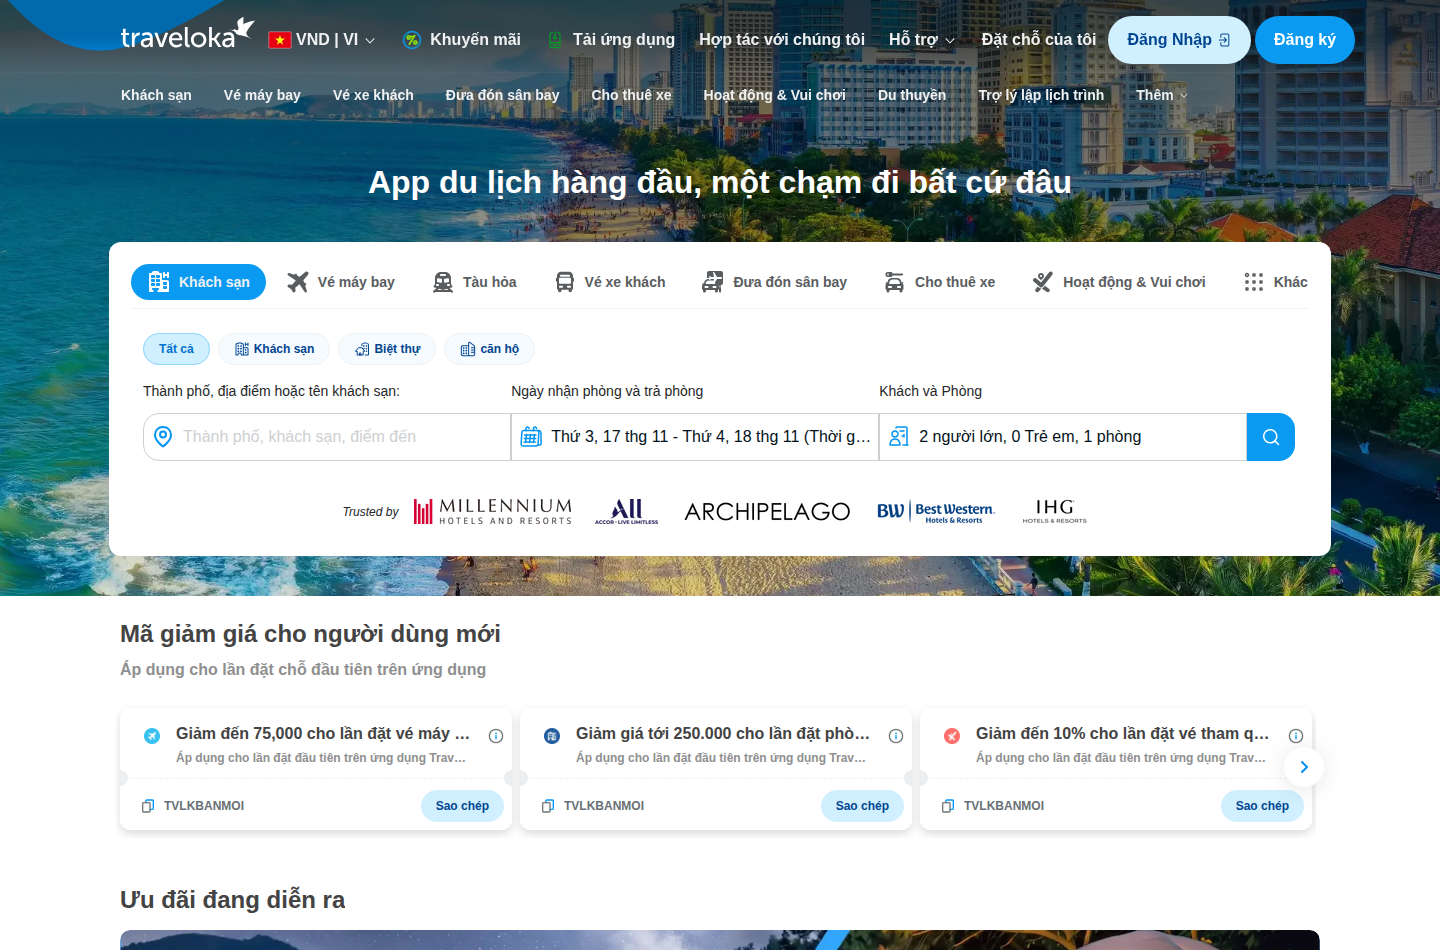 traveloka
VND | VI
Khuyến mãi
Tải ứng dụng
Hợp tác với chúng tôi
Hỗ trợ
Đặt chỗ của tôi
Đăng Nhập
Đăng ký
Khách sạn
Vé máy bay
Vé xe khách
Đưa đón sân bay
Cho thuê xe
Hoạt động & Vui chơi
Du thuyền
Trợ lý lập lịch trình
Thêm
App du lịch hàng đầu, một chạm đi bất cứ đâu
Khách sạn
Vé máy bay
Tàu hỏa
Vé xe khách
Đưa đón sân bay
Cho thuê xe
Hoạt động & Vui chơi
Khác
Tất cả
Khách sạn
Biệt thự
căn hộ
Thành phố, địa điểm hoặc tên khách sạn:
Ngày nhận phòng và trả phòng
Khách và Phòng
Thành phố, khách sạn, điểm đến
Thứ 3, 17 thg 11 - Thứ 4, 18 thg 11 (Thời g…
2 người lớn, 0 Trẻ em, 1 phòng
Trusted by
MILLENNIUM
HOTELS AND RESORTS
All
ACCOR - LIVE LIMITLESS
ARCHIPELAGO
BW
Best Western.
Hotels & Resorts
IHG
HOTELS & RESORTS
Mã giảm giá cho người dùng mới
Áp dụng cho lần đặt chỗ đầu tiên trên ứng dụng
Giảm đến 75,000 cho lần đặt vé máy …
Áp dụng cho lần đặt đầu tiên trên ứng dụng Trav…
TVLKBANMOI
Sao chép
Giảm giá tới 250.000 cho lần đặt phò…
Áp dụng cho lần đặt đầu tiên trên ứng dụng Trav…
TVLKBANMOI
Sao chép
Giảm đến 10% cho lần đặt vé tham q…
Áp dụng cho lần đặt đầu tiên trên ứng dụng Trav…
TVLKBANMOI
Sao chép
Ưu đãi đang diễn ra